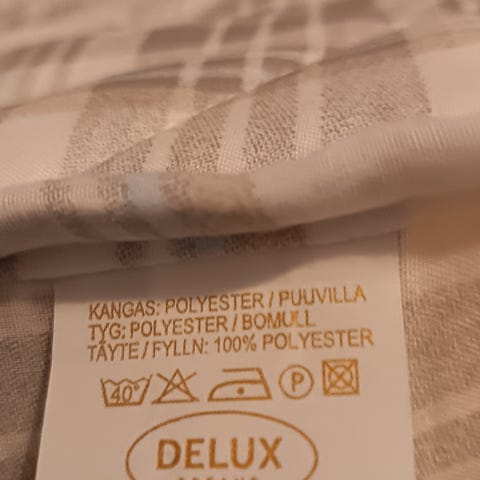 KANGAS: POLYESTER / PUUVILLA
TYG: POLYESTER / BOMULL
TÄYTE / FYLLN: 100% POLYESTER
40° P
DELUX